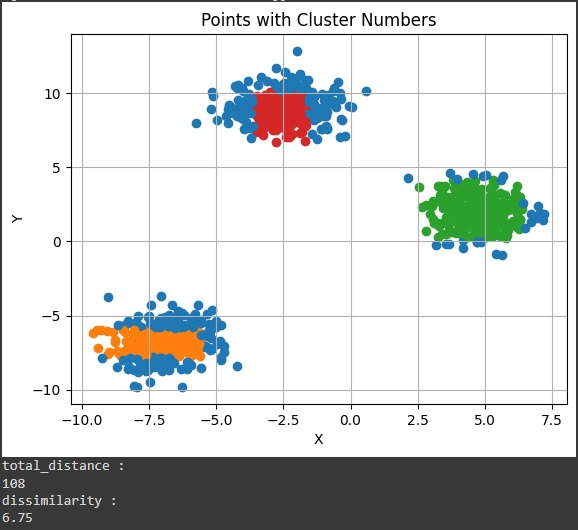 Points with Cluster Numbers
10
5
0
−5
−10
Y
−10.0 −7.5 −5.0 −2.5 0.0 2.5 5.0 7.5
X
total_distance :
108
dissimilarity :
6.75